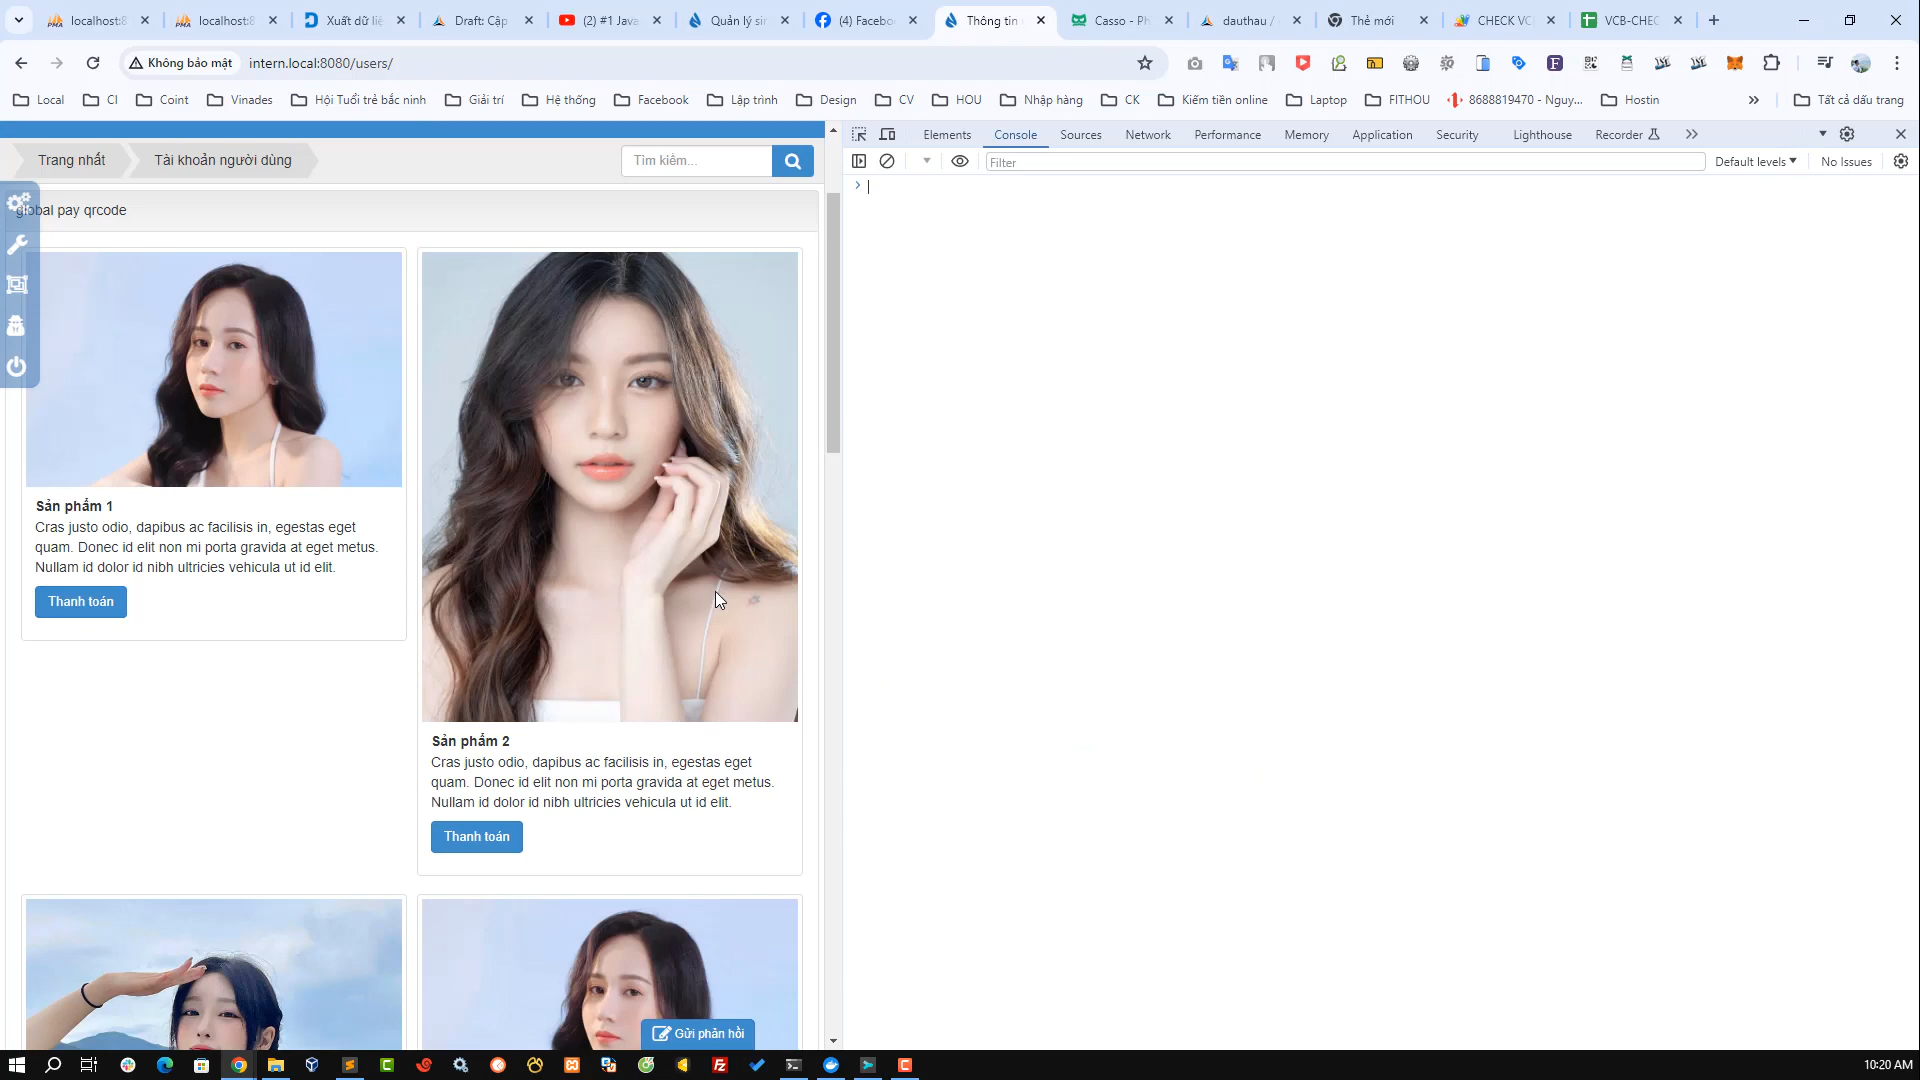 localhost:8
localhost:8
Xuất dữ liệ
Draft: Cập
(2) #1 Java
Quản lý sin
(4) Faceboo
Thông tin
Casso - Ph
dauthau /
Thẻ mới
CHECK VC
VCB-CHEC
Không bảo mật
intern.local:8080/users/
Local
CI
Coint
Vinades
Hội Tuổi trẻ bắc ninh
Giải trí
Hệ thống
Facebook
Lập trình
Design
CV
HOU
Nhập hàng
CK
Kiếm tiền online
Laptop
FITHOU
8688819470 - Nguy...
Hostin
Tất cả dấu trang
Trang nhất
Tài khoản người dùng
Tìm kiếm...
global pay qrcode
Sản phẩm 1
Cras justo odio, dapibus ac facilisis in, egestas eget
quam. Donec id elit non mi porta gravida at eget metus.
Nullam id dolor id nibh ultricies vehicula ut id elit.
Thanh toán
Sản phẩm 2
Cras justo odio, dapibus ac facilisis in, egestas eget
quam. Donec id elit non mi porta gravida at eget metus.
Nullam id dolor id nibh ultricies vehicula ut id elit.
Thanh toán
Gửi phản hồi
Elements
Console
Sources
Network
Performance
Memory
Application
Security
Lighthouse
Recorder
Filter
Default levels
No Issues
10:20 AM